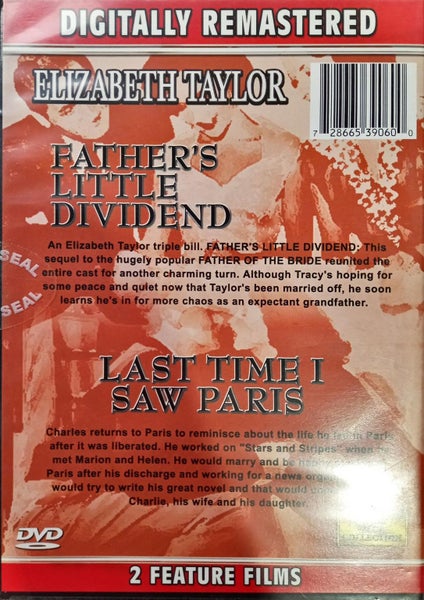 DIGITALLY REMASTERED
ELIZABETH TAYLOR
7 28665 39060 0
FATHER'S
LITTLE
DIVIDEND
An Elizabeth Taylor triple bill. FATHER'S LITTLE DIVIDEND: This
sequel to the hugely popular FATHER OF THE BRIDE reunited the
entire cast for another charming turn. Although Tracy's hoping for
some peace and quiet now that Taylor's been married off, he soon
learns he's in for more chaos as an expectant grandfather.
SEAL
SEAL
LAST TIME I
SAW PARIS
Charles returns to Paris to reminisce about the life he in
after it was liberated. He worked on "Stars and Stripes" when
met Marion and Helen. He would marry and be
Paris after his discharge and working for a news
would try to write his great novel and that would
Charlie, his wife and his daughter.
DVD
2 FEATURE FILMS